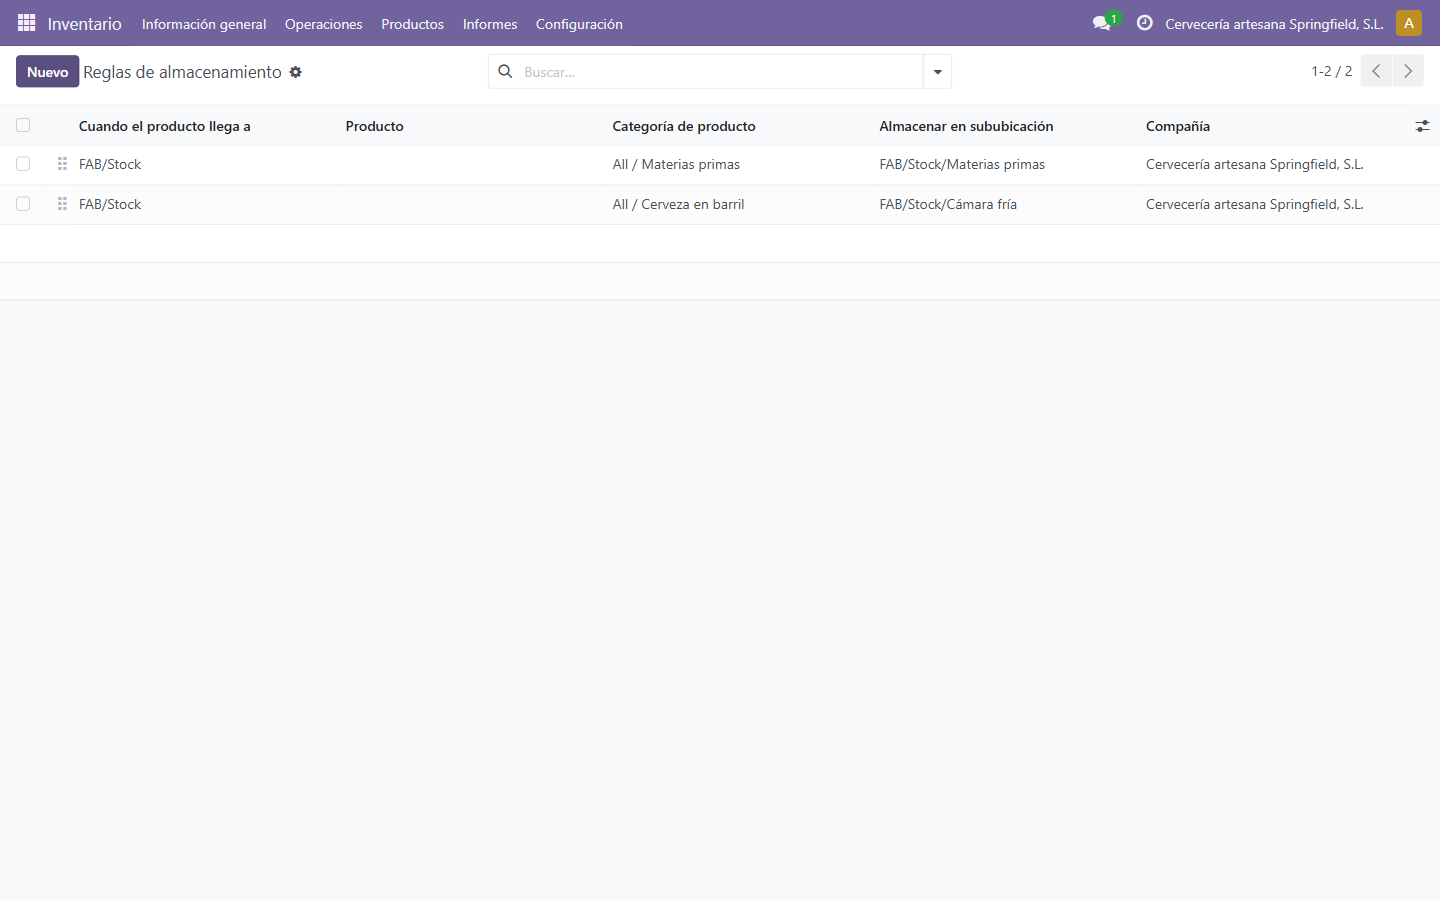 Inventario Información general Operaciones Productos Informes Configuración 1 Cervecería artesana Springfield, S.L. A
Nuevo Reglas de almacenamiento Buscar... 1-2 / 2
Cuando el producto llega a Producto Categoría de producto Almacenar en sububicación Compañía
FAB/Stock All / Materias primas FAB/Stock/Materias primas Cervecería artesana Springfield, S.L.
FAB/Stock All / Cerveza en barril FAB/Stock/Cámara fría Cervecería artesana Springfield, S.L.